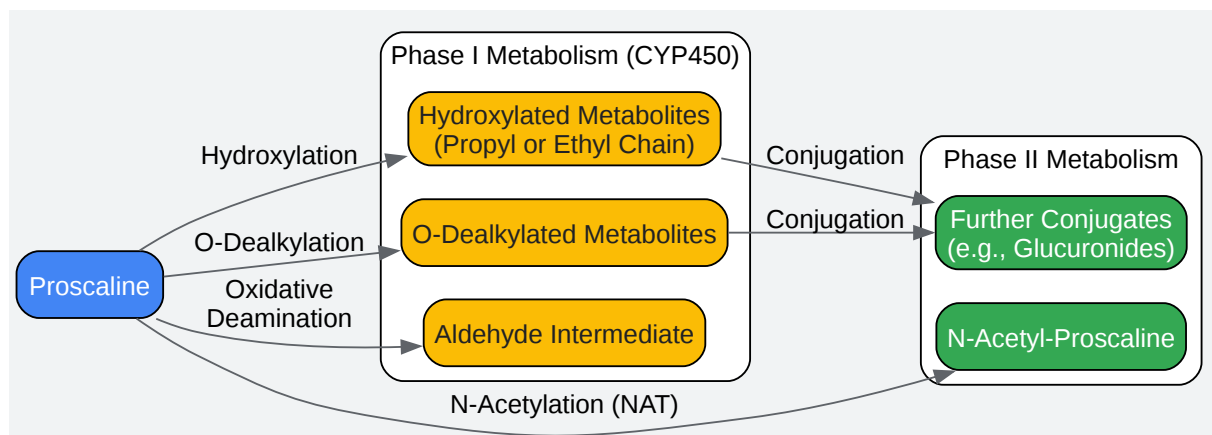 Phase I Metabolism (CYP450)
Hydroxylated Metabolites
(Propyl or Ethyl Chain)
Hydroxylation
Conjugation
Phase II Metabolism
O-Dealkylation
O-Dealkylated Metabolites
Conjugation
Further Conjugates
(e.g., Glucuronides)
Proscaline
Oxidative
Deamination
Aldehyde Intermediate
N-Acetyl-Proscaline
N-Acetylation (NAT)